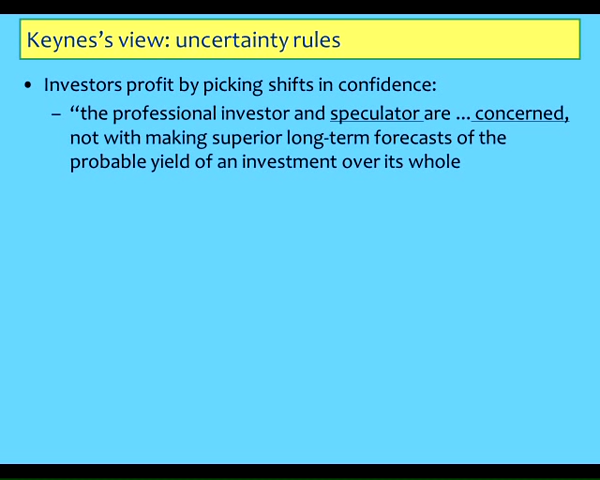 Keynes's view: uncertainty rules
• Investors profit by picking shifts in confidence:
– “the professional investor and speculator are ... concerned,
not with making superior long-term forecasts of the
probable yield of an investment over its whole